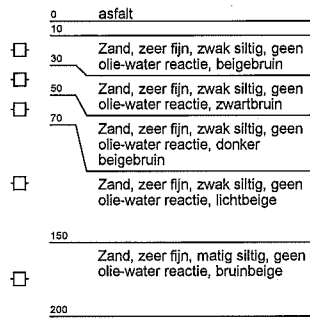 0 asfalt
10
Zand, zeer fijn, zwak siltig, geen
30 olie-water reactie, beigebruin
Zand, zeer fijn, zwak siltig, geen
50 olie-water reactie, zwartbruin
70 Zand, zeer fijn, zwak siltig, geen
olie-water reactie, donker
beigebruin
Zand, zeer fijn, zwak siltig, geen
olie-water reactie, lichtbeige
150
Zand, zeer fijn, matig siltig, geen
olie-water reactie, bruinbeige
200